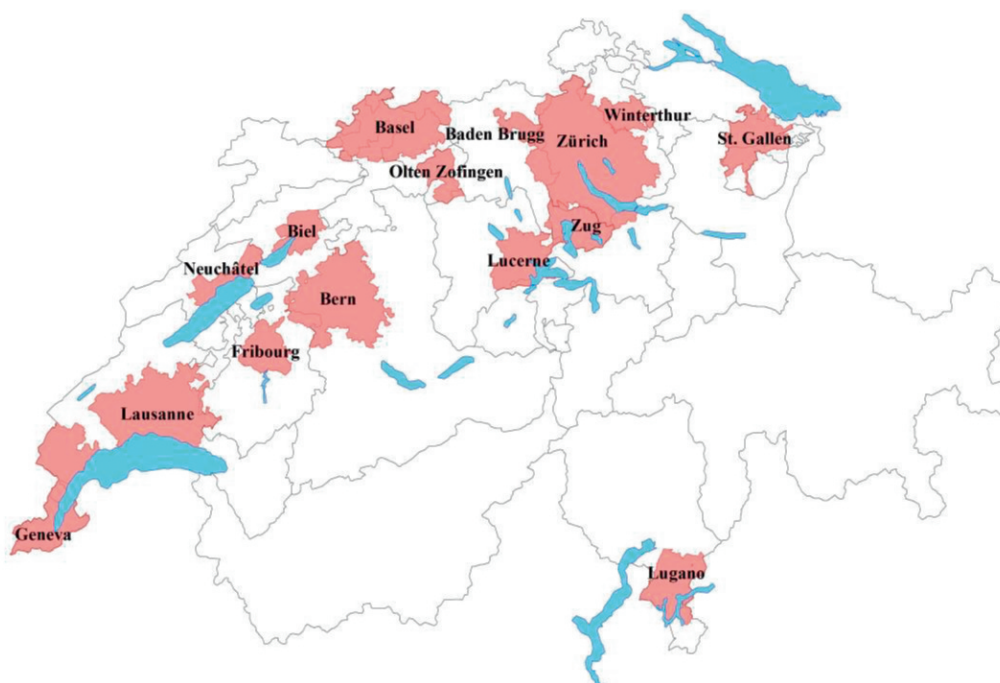 Winterthur
Basel
Baden Brugg
Zürich
St. Gallen
Olten Zofingen
Zug
Biel
Lucerne
Neuchâtel
Bern
Fribourg
Lausanne
Geneva
Lugano